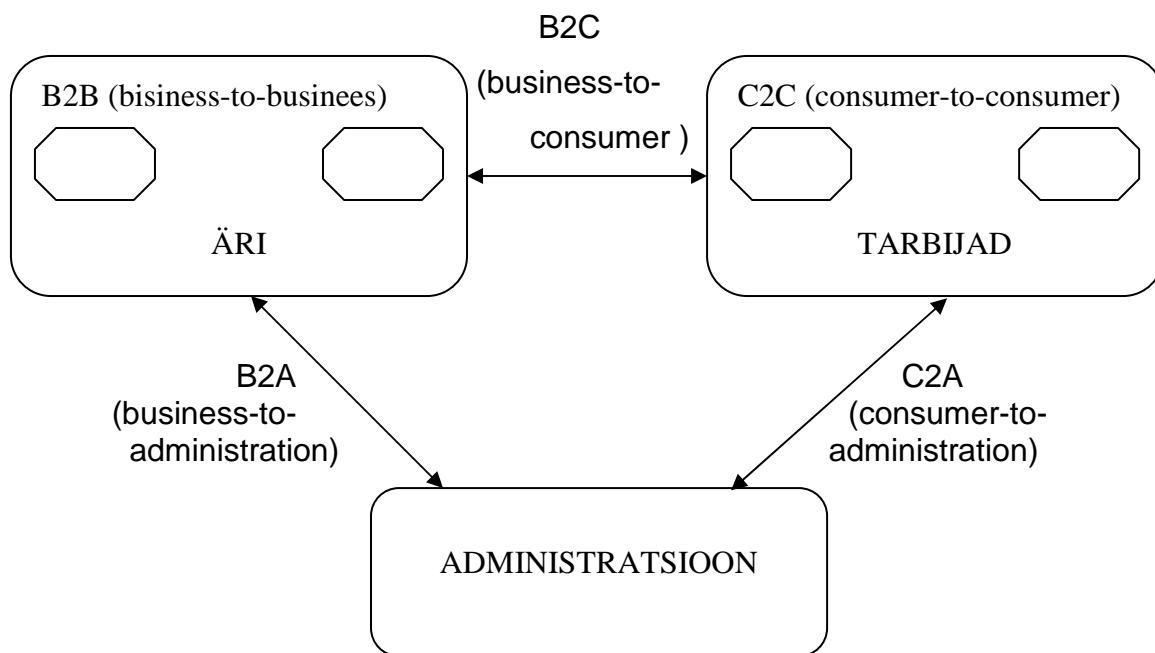 B2C
(business-to-
consumer )
B2B (bisiness-to-businees)
ÄRI
C2C (consumer-to-consumer)
TARBIJAD
B2A
(business-to-
administration)
C2A
(consumer-to-
administration)
ADMINISTRATSIOON